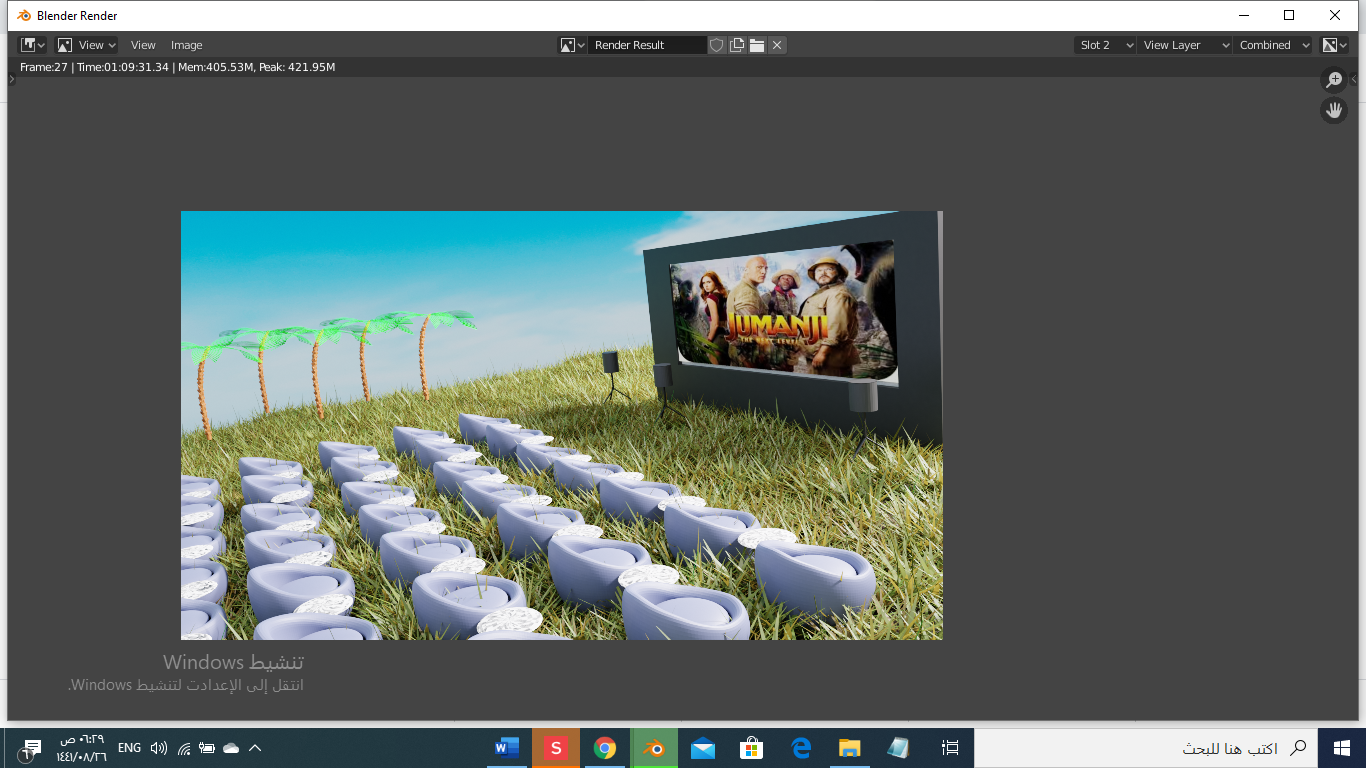 Blender Render
View
View
Image
Render Result
Slot 2
View Layer
Combined
Frame:27 | Time:01:09:31.34 | Mem:405.53M, Peak: 421.95M
JUMANJI
THE NEXT LEVEL
تنشيط Windows
انتقل إلى الإعدادت لتنشيط Windows.
٠٦:٢٩ ص
١٤٤١/٠٨/٢٦
٦
ENG
W
S
اكتب هنا للبحث